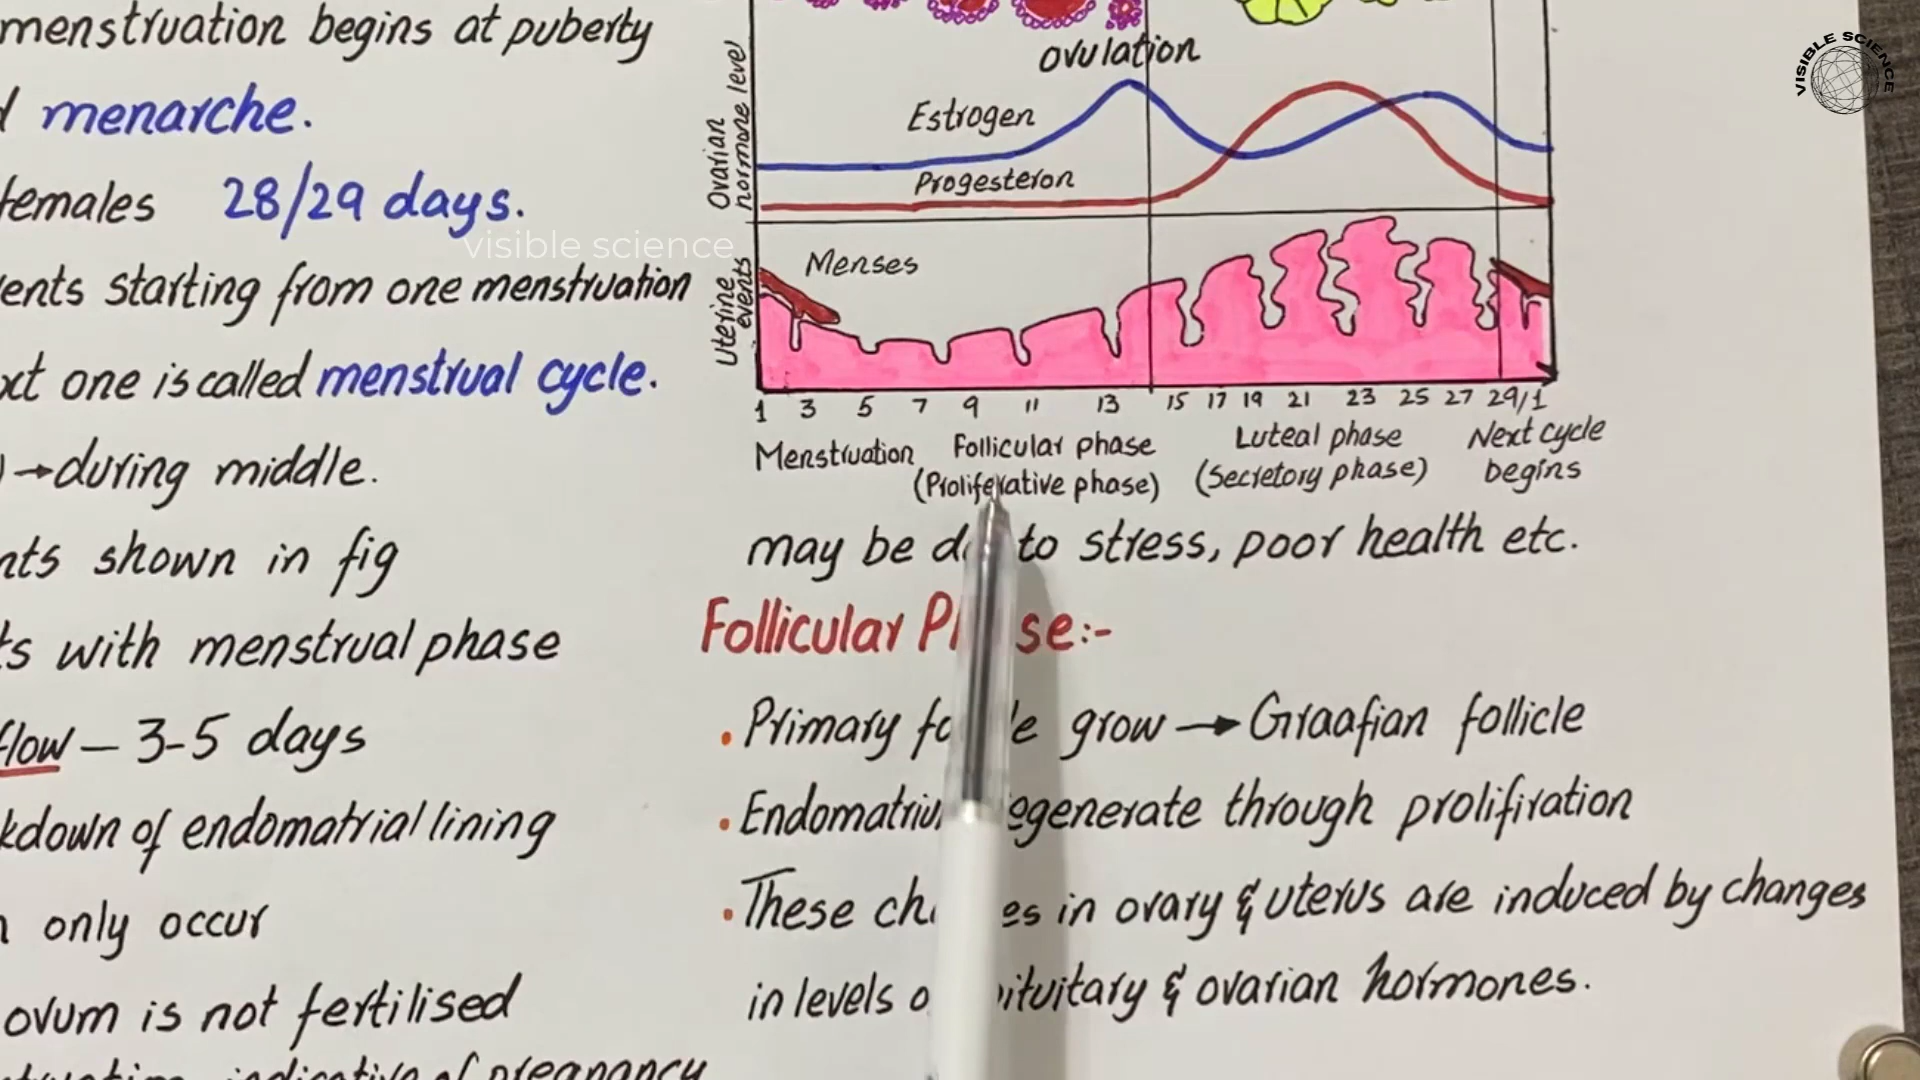 menstruation begins at puberty
menarche.
females 28/29 days.
ents starting from one menstruation
xt one is called menstrual cycle.
→ during middle.
nts shown in fig
ts with menstrual phase
flow – 3-5 days
kdown of endomatrial lining
only occur
ovum is not fertilised
indicative of pregnancy
Ovarian
hormone level
ovulation
Estrogen
Progesteron
Uterine
events
Menses
1 3 5 7 9 11 13 15 17 19 21 23 25 27 29/1
Menstruation Follicular phase Luteal phase Next cycle
(Proliferative phase) (Secretory phase) begins
may be to stress, poor health etc.
Follicular P se:-
• Primary grow → Graafian follicle
• Endomatriu egenerate through prolifiration
• These ch es in ovary & uterus are induced by changes
in levels o ituitary & ovarian hormones.
visible science
VISIBLE SCIENCE